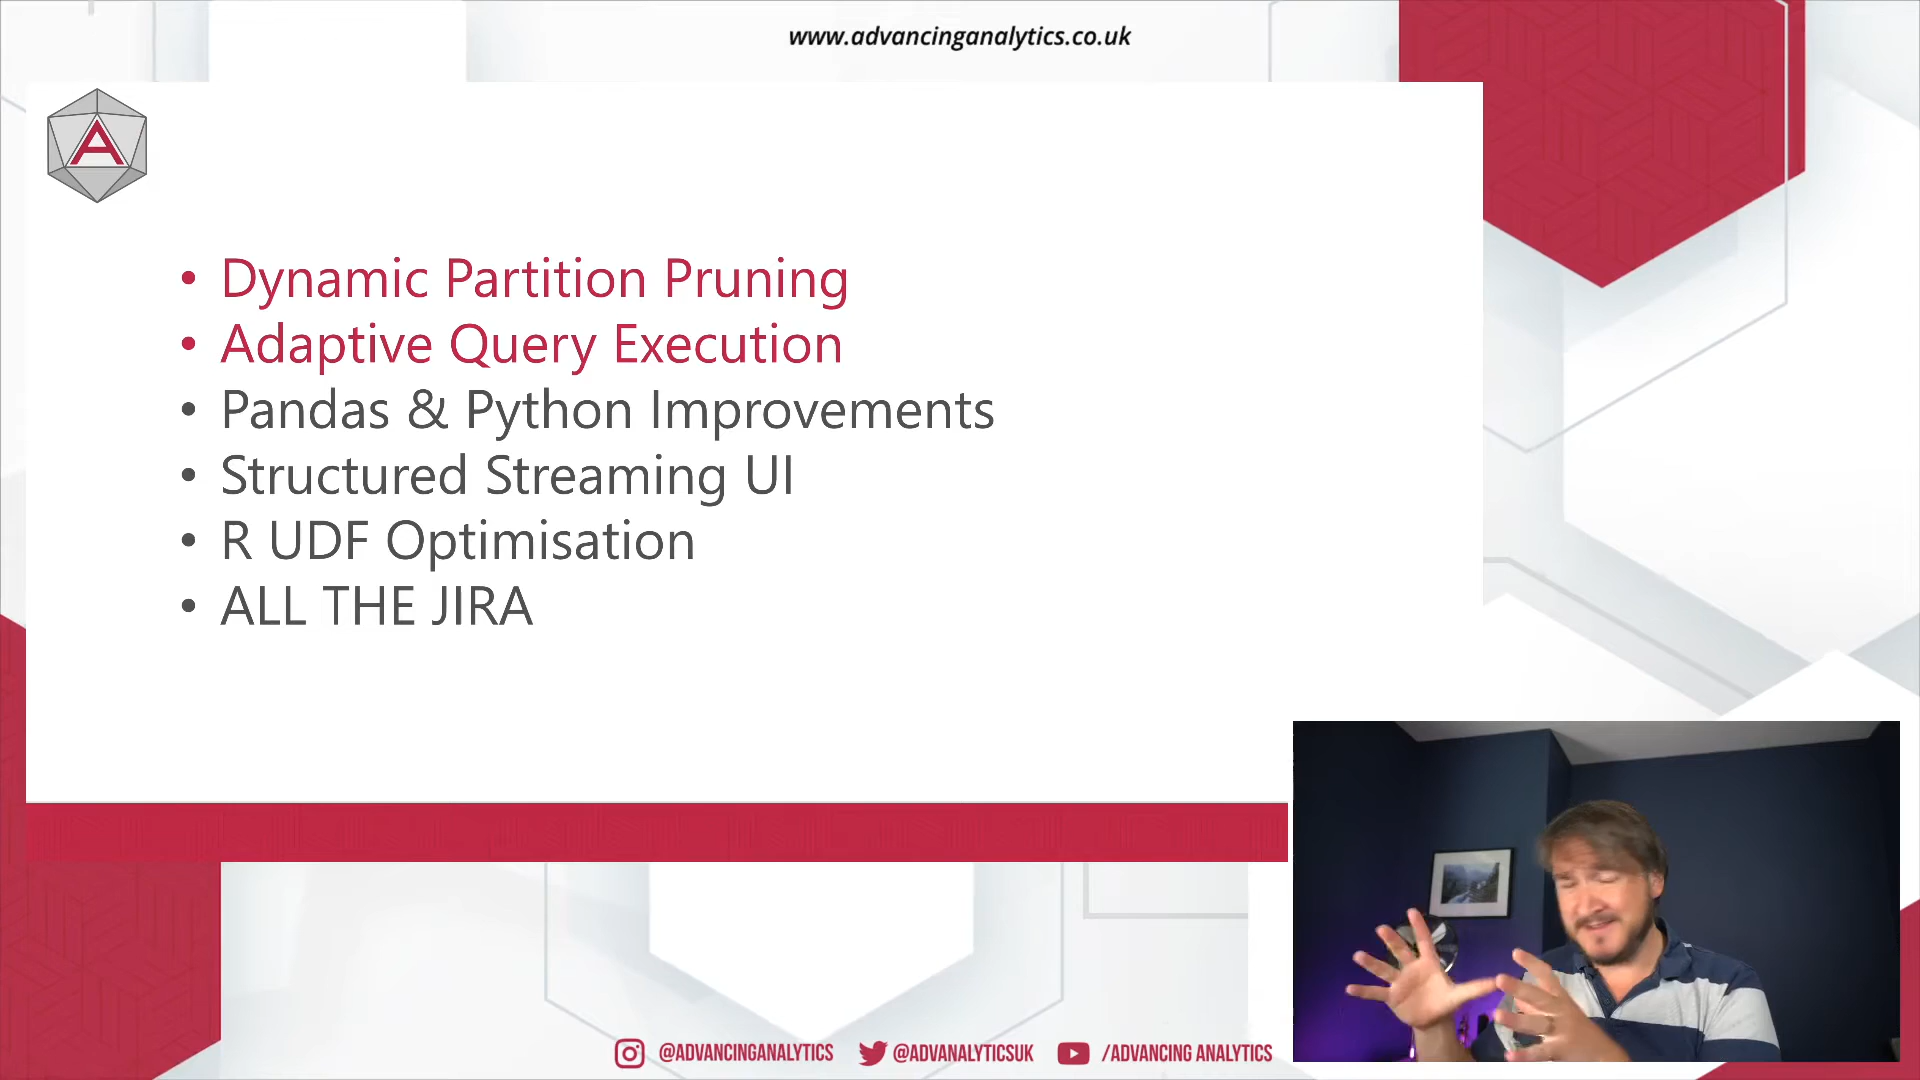 www.advancinganalytics.co.uk
A
• Dynamic Partition Pruning
• Adaptive Query Execution
• Pandas & Python Improvements
• Structured Streaming UI
• R UDF Optimisation
• ALL THE JIRA
@ADVANCINGANALYTICS @ADVANALYTICSUK /ADVANCING ANALYTICS